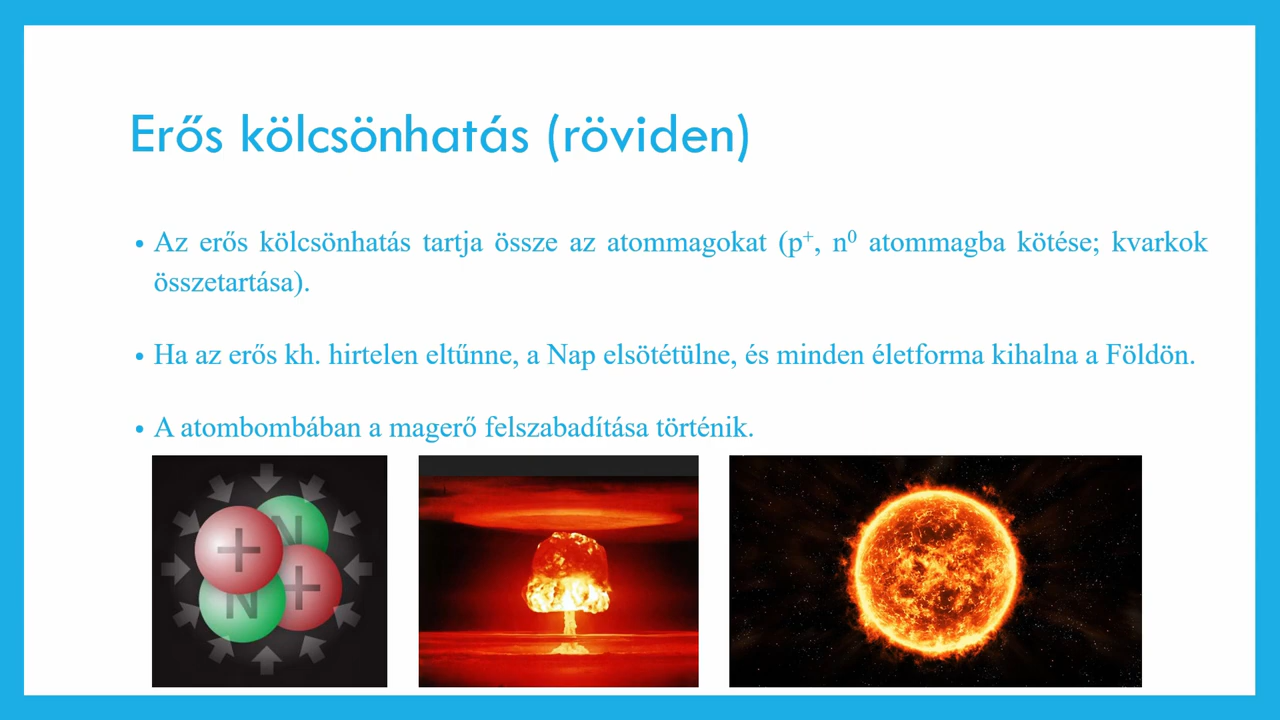 Erős kölcsönhatás (röviden)
• Az erős kölcsönhatás tartja össze az atommagokat (p⁺, n⁰ atommagba kötése; kvarkok
összetartása).
• Ha az erős kh. hirtelen eltűnne, a Nap elsötétülne, és minden életforma kihalna a Földön.
• A atombombában a magerő felszabadítása történik.
N
+
+
N